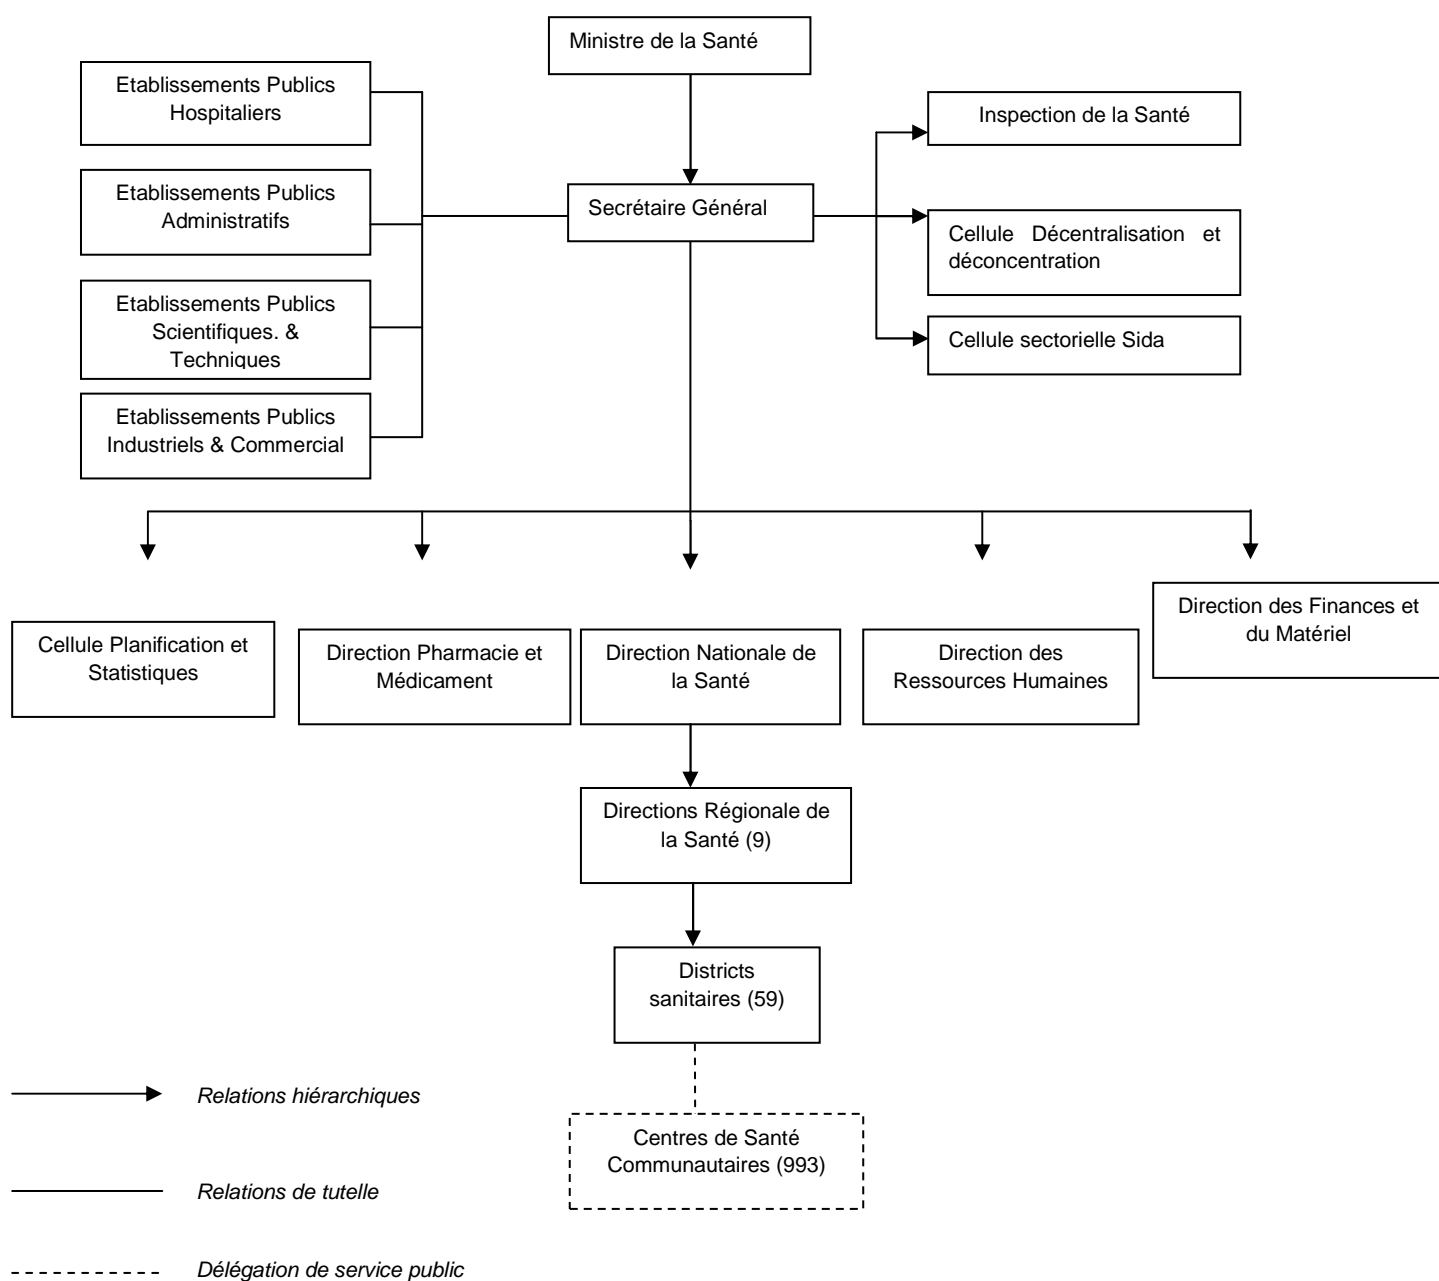 Ministre de la Santé
Etablissements Publics
Hospitaliers
Inspection de la Santé
Etablissements Publics
Administratifs
Secrétaire Général
Cellule Décentralisation et
déconcentration
Etablissements Publics
Scientifiques. &
Techniques
Cellule sectorielle Sida
Etablissements Publics
Industriels & Commercial
Cellule Planification et
Statistiques
Direction Pharmacie et
Médicament
Direction Nationale de
la Santé
Direction des
Ressources Humaines
Direction des Finances et
du Matériel
Directions Régionale de
la Santé (9)
Districts
sanitaires (59)
Centres de Santé
Communautaires (993)
Relations hiérarchiques
Relations de tutelle
Délégation de service public